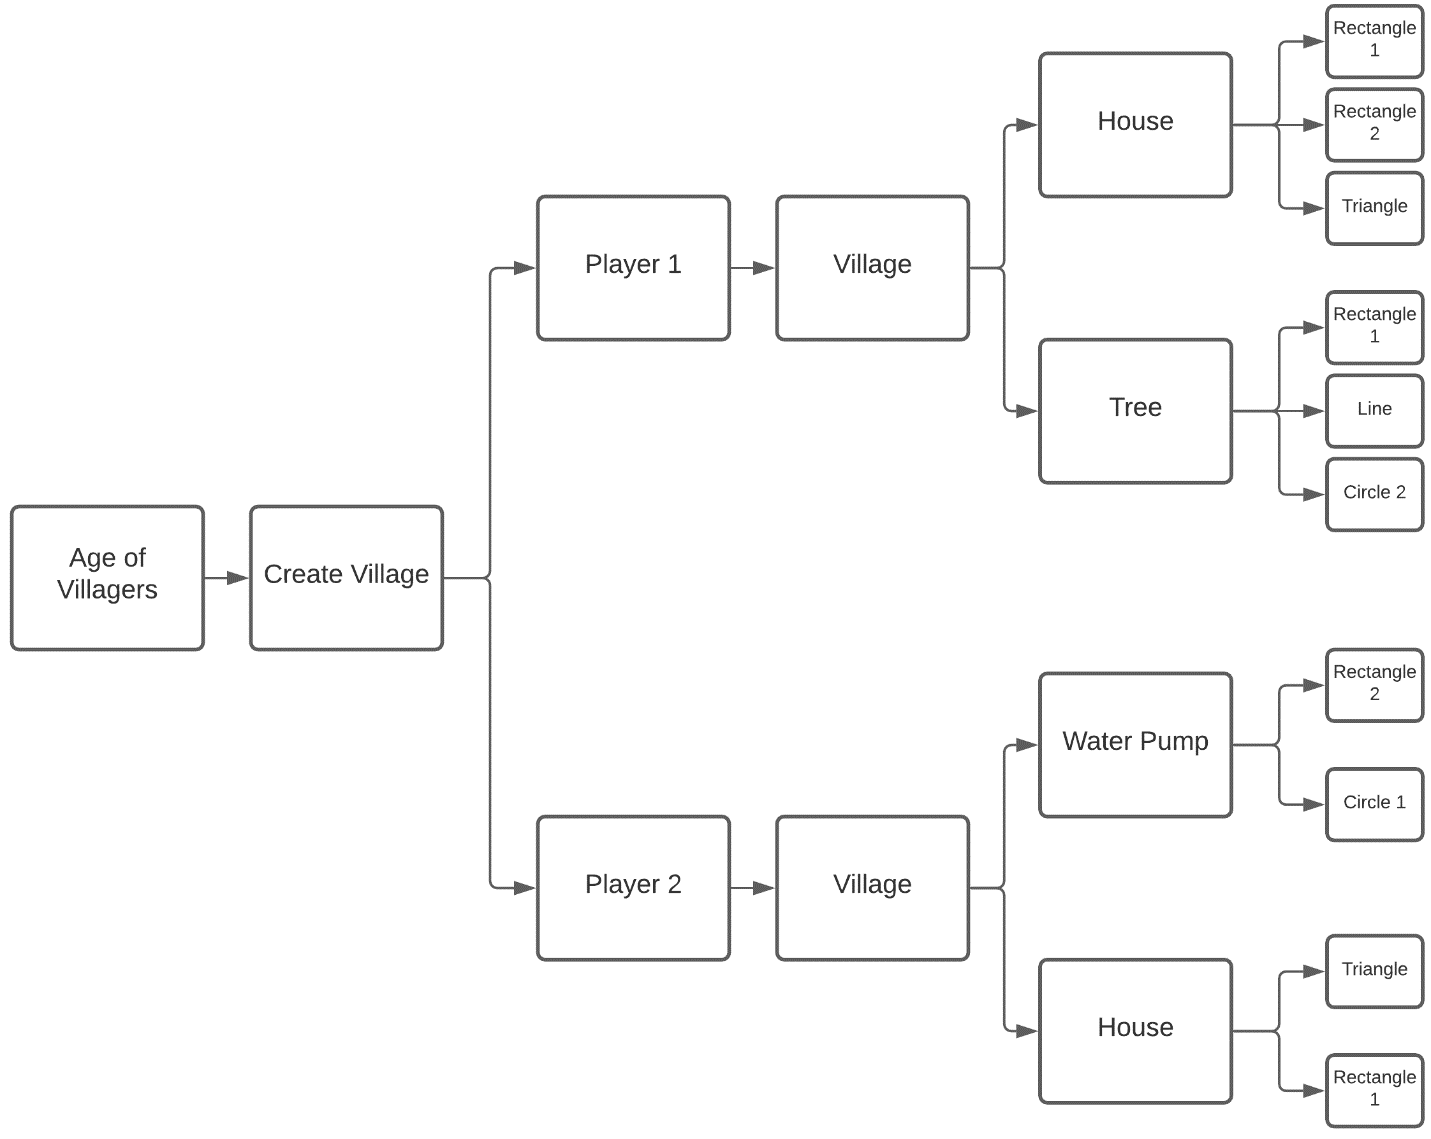 Age of
Villagers
Create Village
Player 1
Village
House
Rectangle
1
Rectangle
2
Triangle
Tree
Rectangle
1
Line
Circle 2
Player 2
Village
Water Pump
Rectangle
2
Circle 1
House
Triangle
Rectangle
1